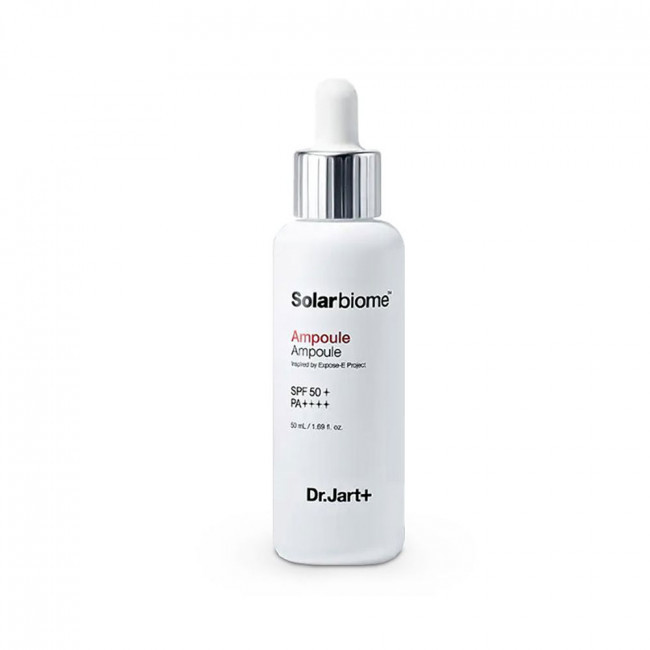 Solarbiome™
Ampoule
Ampoule
Inspired by Expose-E Project
SPF 50+
PA++++
50 mL / 1.69 fl. oz.
Dr.Jart+